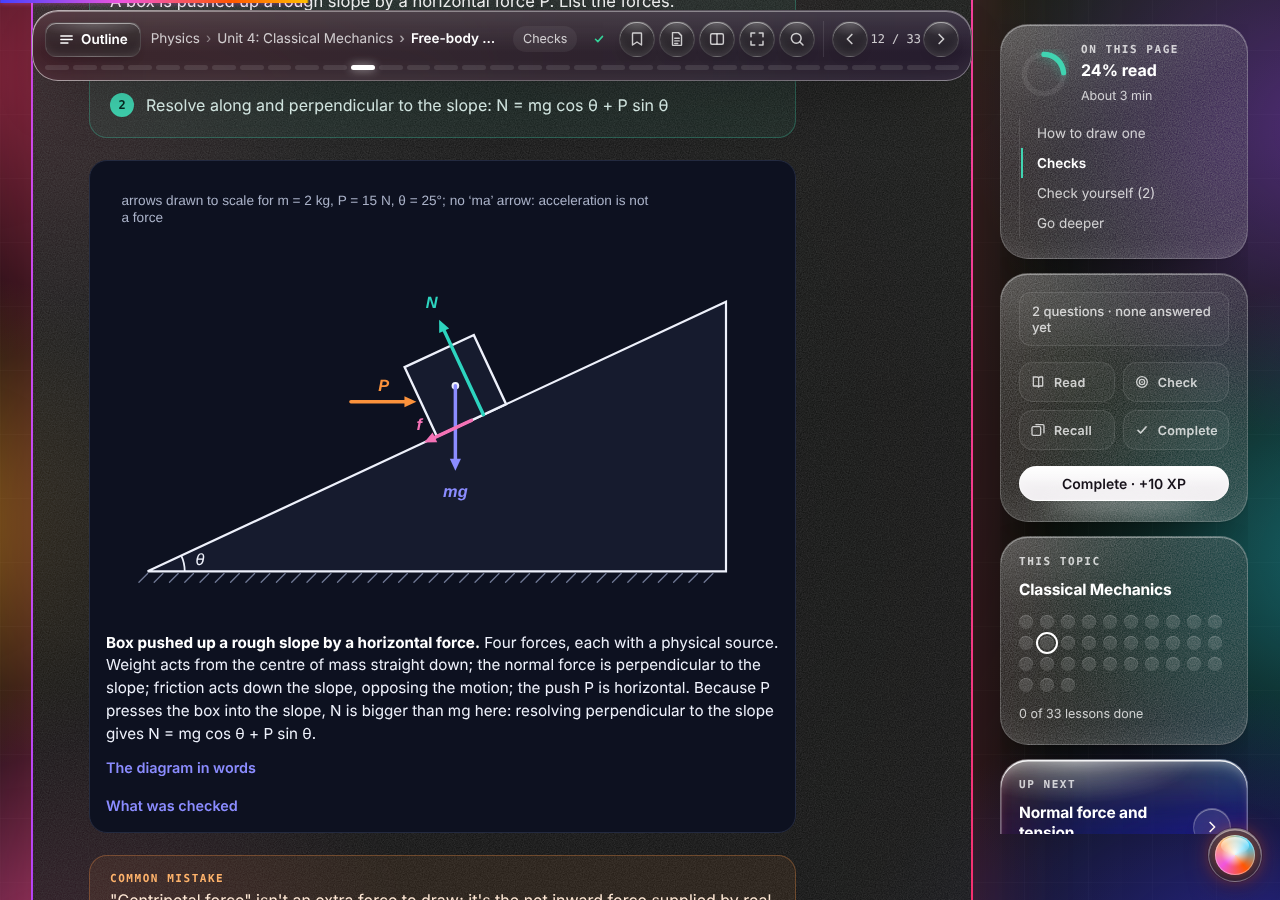 A box is pushed up a rough slope by a horizontal force P. List the forces.
Outline
Physics › Unit 4: Classical Mechanics › Free-body ...
Checks
12 / 33
2 Resolve along and perpendicular to the slope: N = mg cos θ + P sin θ
arrows drawn to scale for m = 2 kg, P = 15 N, θ = 25°; no ‘ma’ arrow: acceleration is not
a force
N
P
f
mg
θ
Box pushed up a rough slope by a horizontal force. Four forces, each with a physical source.
Weight acts from the centre of mass straight down; the normal force is perpendicular to the
slope; friction acts down the slope, opposing the motion; the push P is horizontal. Because P
presses the box into the slope, N is bigger than mg here: resolving perpendicular to the slope
gives N = mg cos θ + P sin θ.
The diagram in words
What was checked
COMMON MISTAKE
"Centripetal force" isn't an extra force to draw; it's the net inward force supplied by real
ON THIS PAGE
24% read
About 3 min
How to draw one
Checks
Check yourself (2)
Go deeper
2 questions · none answered
yet
Read
Check
Recall
Complete
Complete · +10 XP
THIS TOPIC
Classical Mechanics
0 of 33 lessons done
UP NEXT
Normal force and
tension